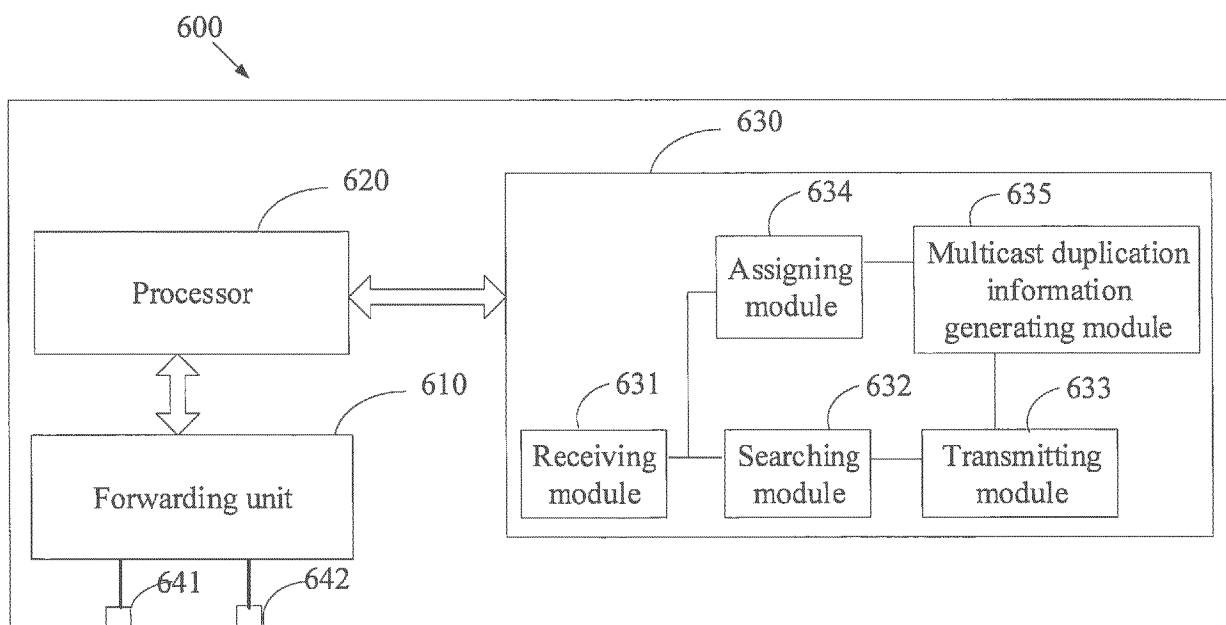 600
630
620
634
635
Processor
Assigning
module
Multicast duplication
information
generating module
610
631
632
633
Forwarding unit
Receiving
module
Searching
module
Transmitting
module
641
642